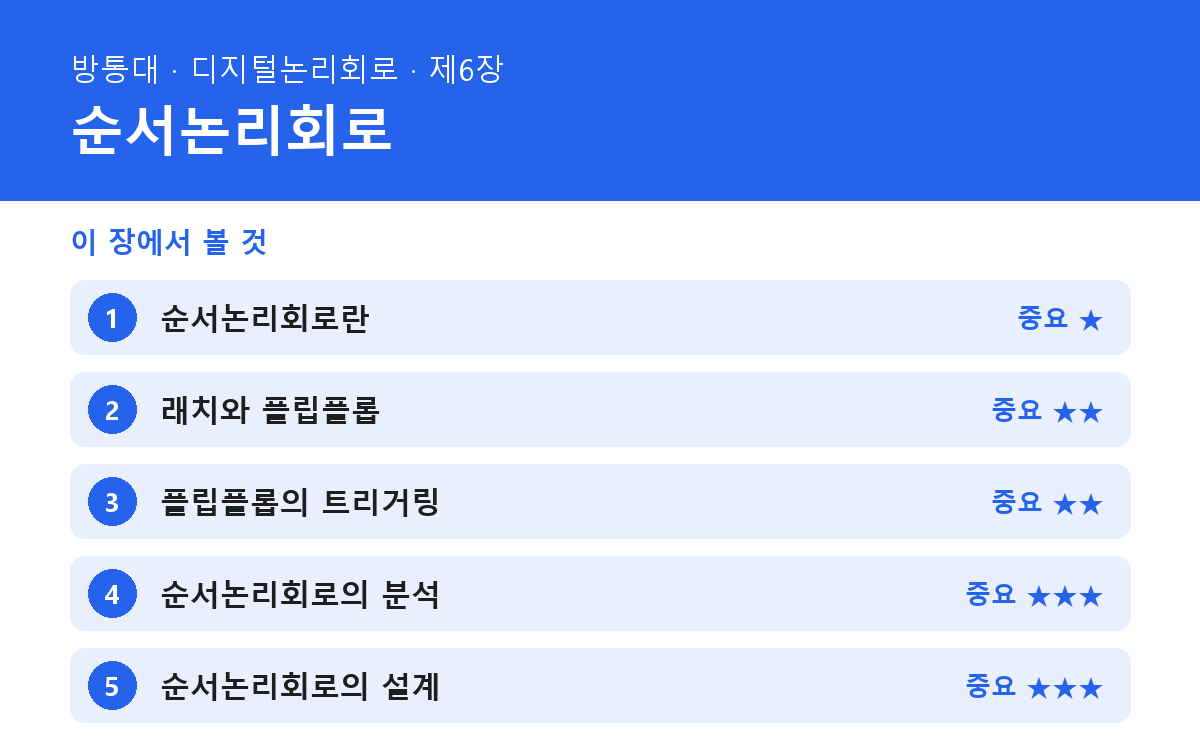 방통대 · 디지털논리회로 · 제6장
순서논리회로
이 장에서 볼 것
1 순서논리회로란 중요 ★
2 래치와 플립플롭 중요 ★★
3 플립플롭의 트리거링 중요 ★★
4 순서논리회로의 분석 중요 ★★★
5 순서논리회로의 설계 중요 ★★★